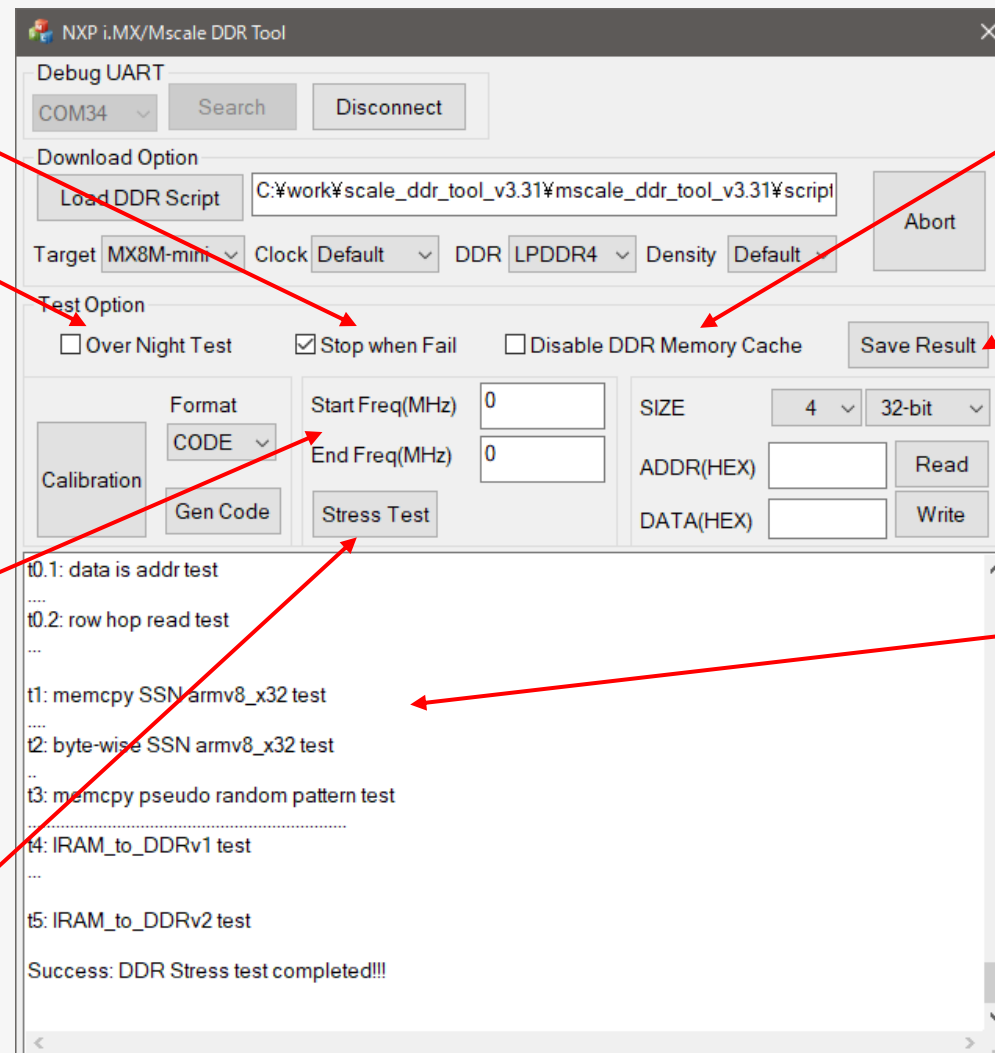 NXP i.MX/Mscale DDR Tool
Debug UART
COM34 Search Disconnect
Download Option
Load DDR Script C:¥work¥scale_ddr_tool_v3.31¥mscale_ddr_tool_v3.31¥script
Abort
Target MX8M-mini Clock Default DDR LPDDR4 Density Default
Test Option
Over Night Test Stop when Fail Disable DDR Memory Cache Save Result
Format Start Freq(MHz) 0 SIZE 4 32-bit
CODE End Freq(MHz) 0 ADDR(HEX) Read
Calibration
Gen Code Stress Test DATA(HEX) Write
t0.1: data is addr test
....
t0.2: row hop read test
...
t1: memcpy SSN armv8_x32 test
....
t2: byte-wise SSN armv8_x32 test
..
t3: memcpy pseudo random pattern test
....................................................................
t4: IRAM_to_DDRv1 test
...
t5: IRAM_to_DDRv2 test
Success: DDR Stress test completed!!!